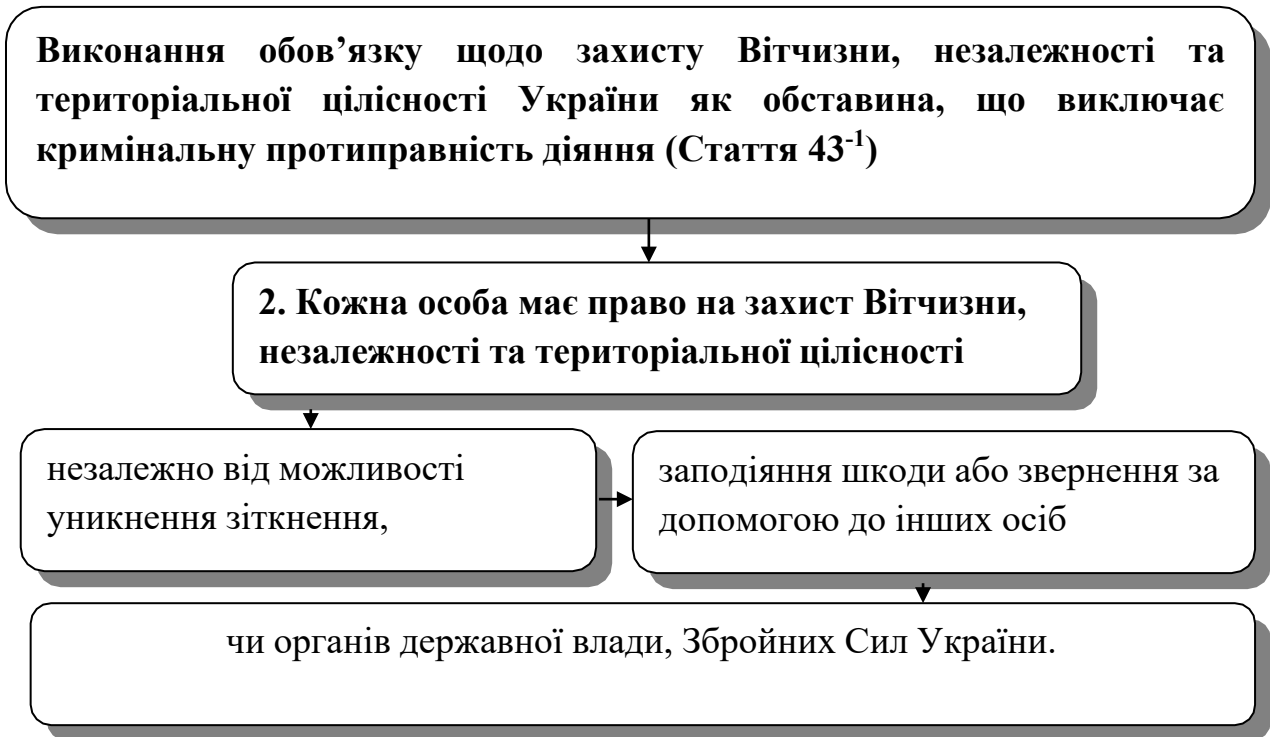 Виконання обов’язку щодо захисту Вітчизни, незалежності та
територіальної цілісності України як обставина, що виключає
кримінальну протиправність діяння (Стаття 43⁻¹)
2. Кожна особа має право на захист Вітчизни,
незалежності та територіальної цілісності
незалежно від можливості
уникнення зіткнення,
заподіяння шкоди або звернення за
допомогою до інших осіб
чи органів державної влади, Збройних Сил України.